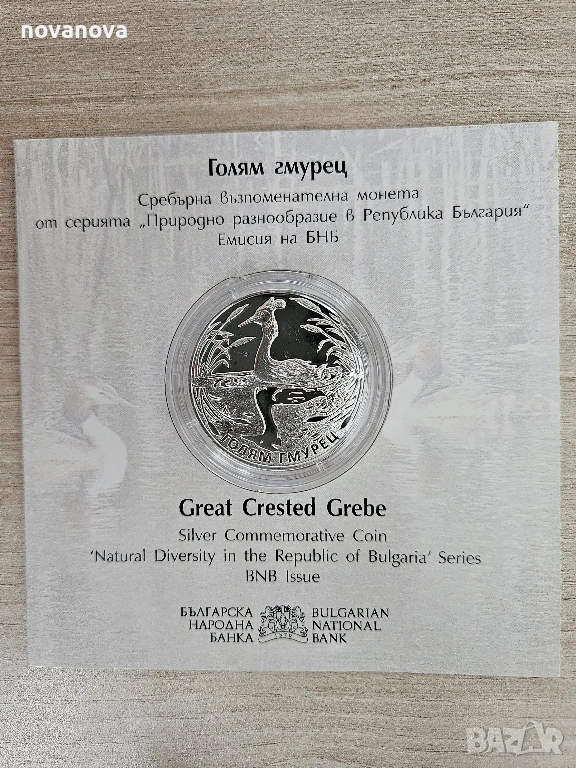 novanova
Голям гмурец
Сребърна възпоменателна монета
от серията „Природно разнообразие в Република България“
Емисия на БНБ
ГОЛЯМ ГМУРЕЦ
Great Crested Grebe
Silver Commemorative Coin
'Natural Diversity in the Republic of Bulgaria' Series
BNB Issue
БЪЛГАРСКА
НАРОДНА
БАНКА
1879
BULGARIAN
NATIONAL
BANK
BAZAR